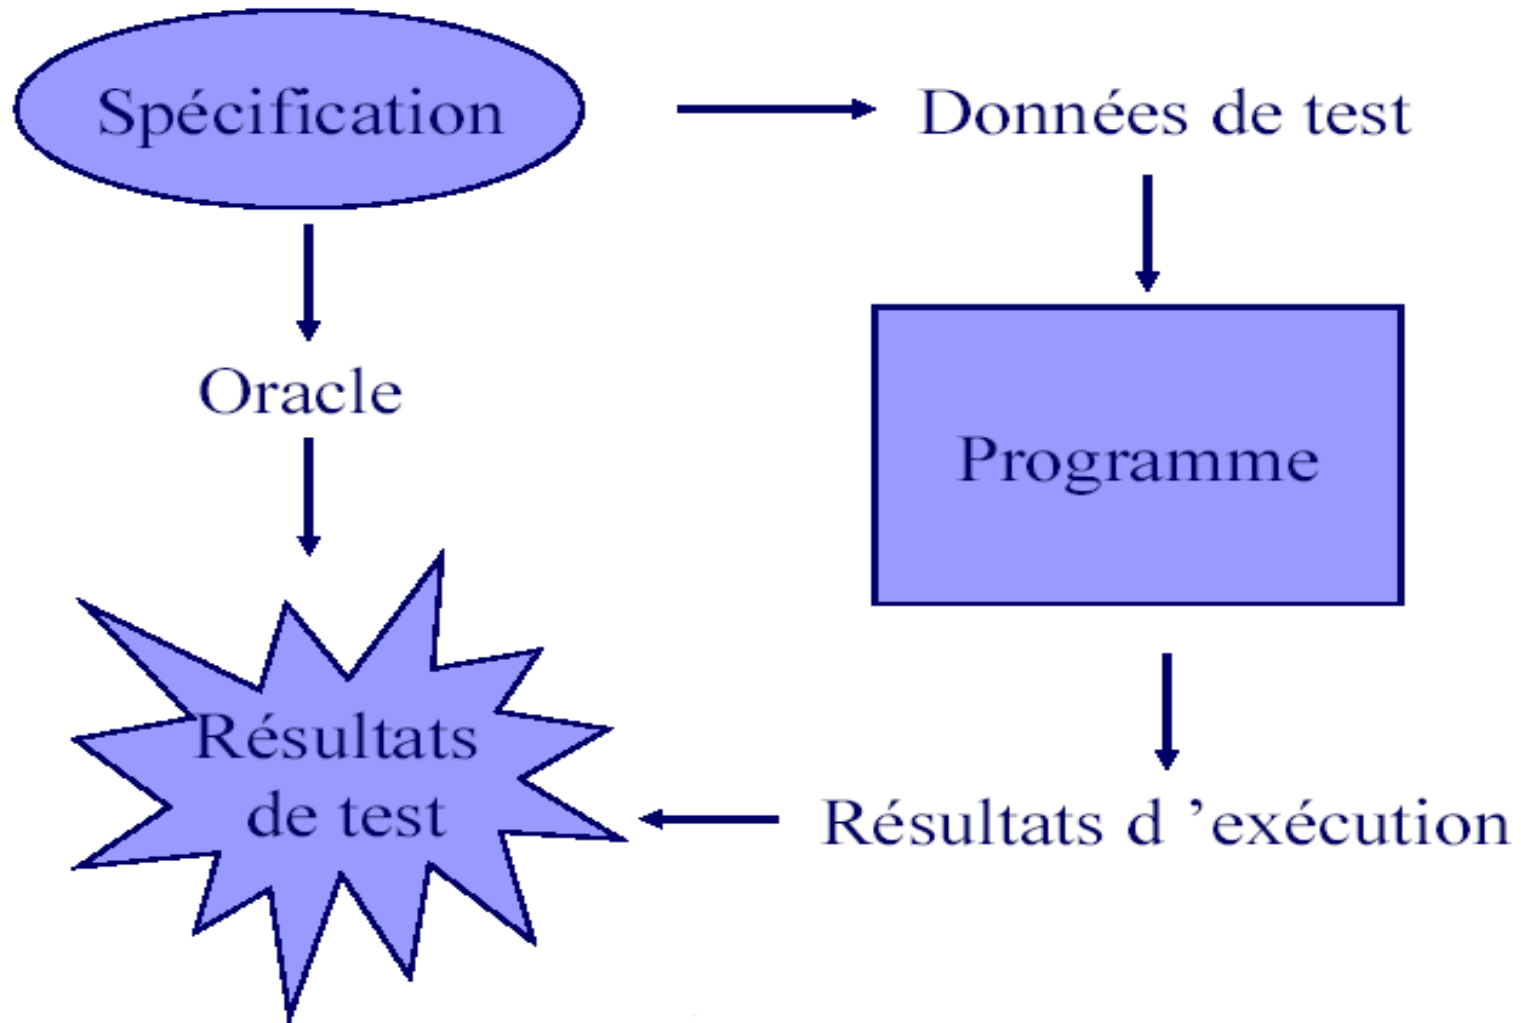 Spécification
Données de test
Oracle
Programme
Résultats
de test
Résultats d ’exécution